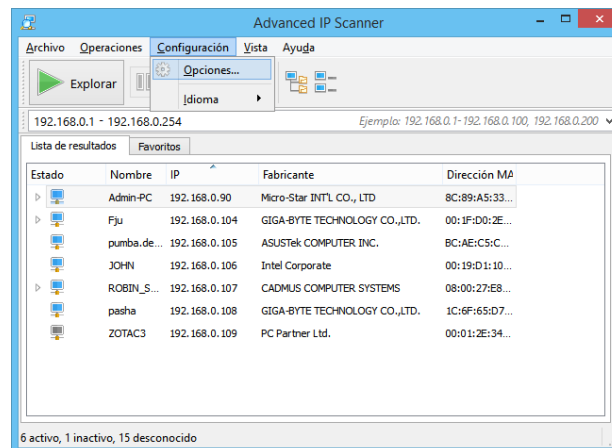 Advanced IP Scanner
Archivo Operaciones Configuración Vista Ayuda
Explorar
Opciones...
Idioma
192.168.0.1 - 192.168.0.254 Ejemplo: 192.168.0.1-192.168.0.100, 192.168.0.200
Lista de resultados Favoritos
Estado Nombre IP Fabricante Dirección MA
Admin-PC 192.168.0.90 Micro-Star INT'L CO., LTD 8C:89:A5:33...
Fju 192.168.0.104 GIGA-BYTE TECHNOLOGY CO.,LTD. 00:1F:D0:2E...
pumba.de... 192.168.0.105 ASUSTek COMPUTER INC. BC:AE:C5:C...
JOHN 192.168.0.106 Intel Corporate 00:19:D1:10...
ROBIN_S... 192.168.0.107 CADMUS COMPUTER SYSTEMS 08:00:27:E8...
pasha 192.168.0.108 GIGA-BYTE TECHNOLOGY CO.,LTD. 1C:6F:65:D7...
ZOTAC3 192.168.0.109 PC Partner Ltd. 00:01:2E:34...
6 activo, 1 inactivo, 15 desconocido